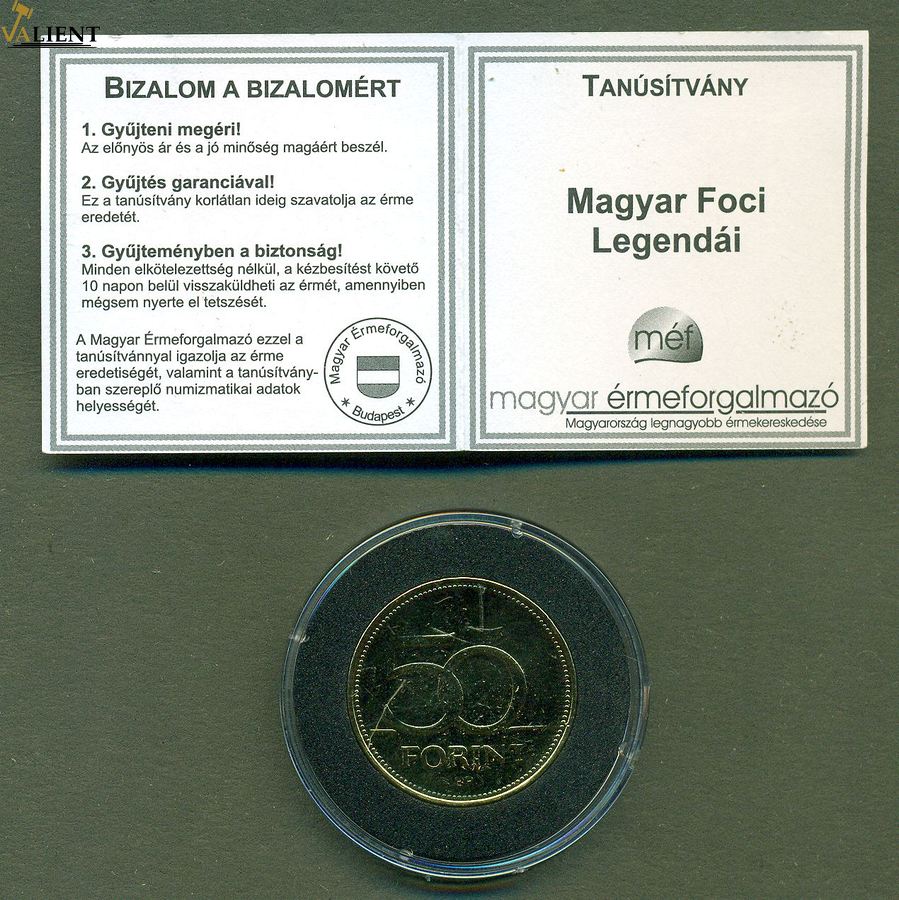 VALIENT
BIZALOM A BIZALOMÉRT
1. Gyűjteni megéri!
Az előnyös ár és a jó minőség magáért beszél.
2. Gyűjtés garanciával!
Ez a tanúsítvány korlátlan ideig szavatolja az érme
eredetét.
3. Gyűjteményben a biztonság!
Minden elkötelezettség nélkül, a kézbesítést követő
10 napon belül visszaküldheti az érmét, amennyiben
mégsem nyerte el tetszését.
A Magyar Érmeforgalmazó ezzel a
tanúsítvánnyal igazolja az érme
eredetiségét, valamint a tanúsítvány-
ban szereplő numizmatikai adatok
helyességét.
Magyar Érmeforgalmazó
* Budapest *
TANÚSÍTVÁNY
Magyar Foci
Legendái
méf
magyar érmeforgalmazó
Magyarország legnagyobb érmekereskedése
FORINT